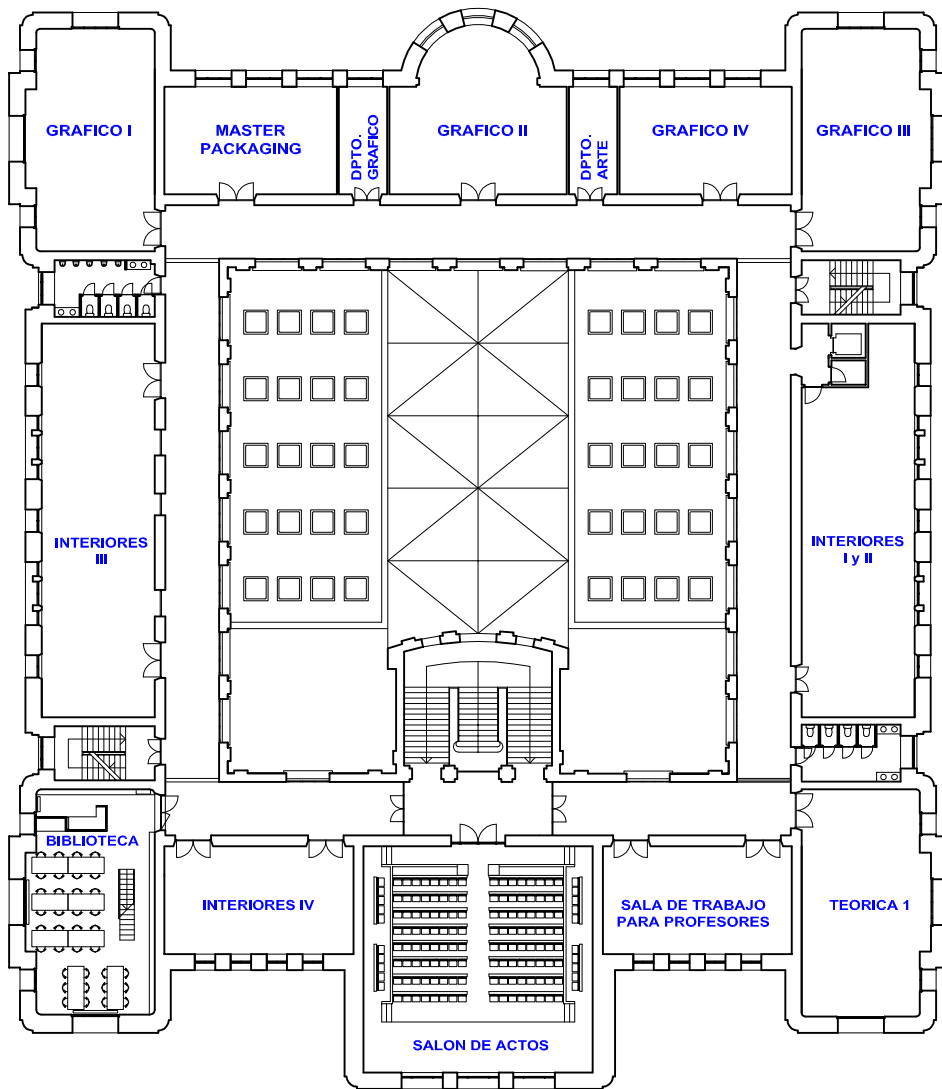 GRAFICO I
MASTER
PACKAGING
DPTO.
GRAFICO
GRAFICO II
DPTO.
ARTE
GRAFICO IV
GRAFICO III
INTERIORES
III
INTERIORES
I y II
BIBLIOTECA
INTERIORES IV
SALA DE TRABAJO
PARA PROFESORES
TEORICA 1
SALON DE ACTOS